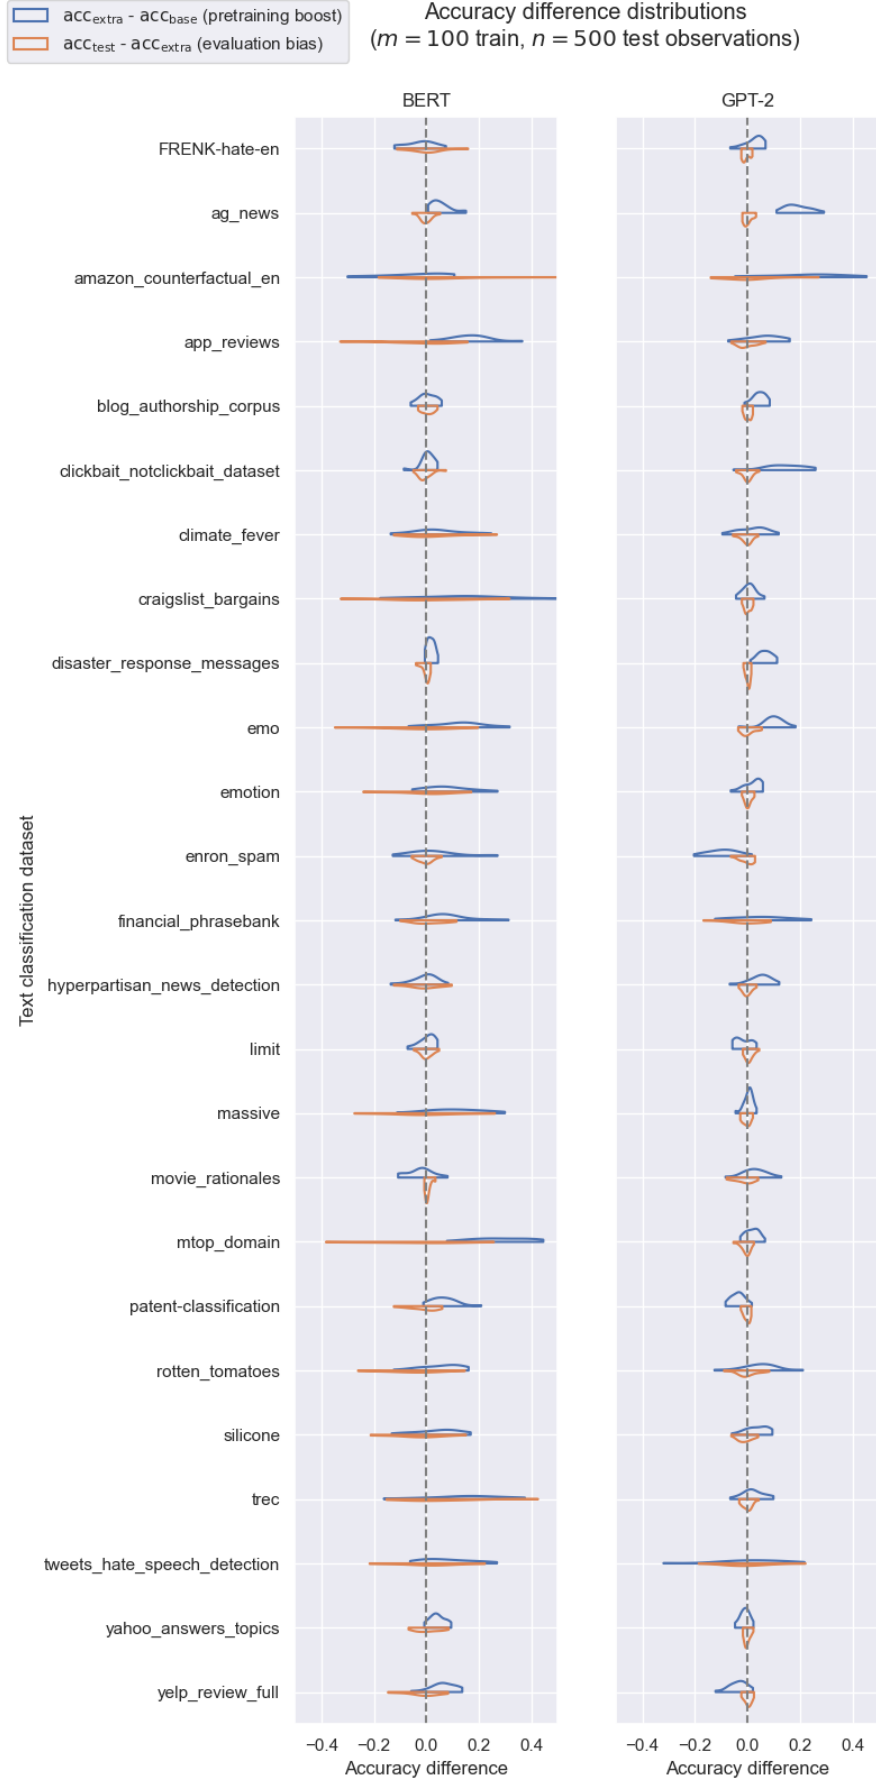 acc_extra - acc_base (pretraining boost)
acc_test - acc_extra (evaluation bias)
Accuracy difference distributions
(m = 100 train, n = 500 test observations)
BERT
GPT-2
Text classification dataset
FRENK-hate-en
ag_news
amazon_counterfactual_en
app_reviews
blog_authorship_corpus
clickbait_notclickbait_dataset
climate_fever
craigslist_bargains
disaster_response_messages
emo
emotion
enron_spam
financial_phrasebank
hyperpartisan_news_detection
limit
massive
movie_rationales
mtop_domain
patent-classification
rotten_tomatoes
silicone
trec
tweets_hate_speech_detection
yahoo_answers_topics
yelp_review_full
−0.4 −0.2 0.0 0.2 0.4
Accuracy difference
−0.4 −0.2 0.0 0.2 0.4
Accuracy difference